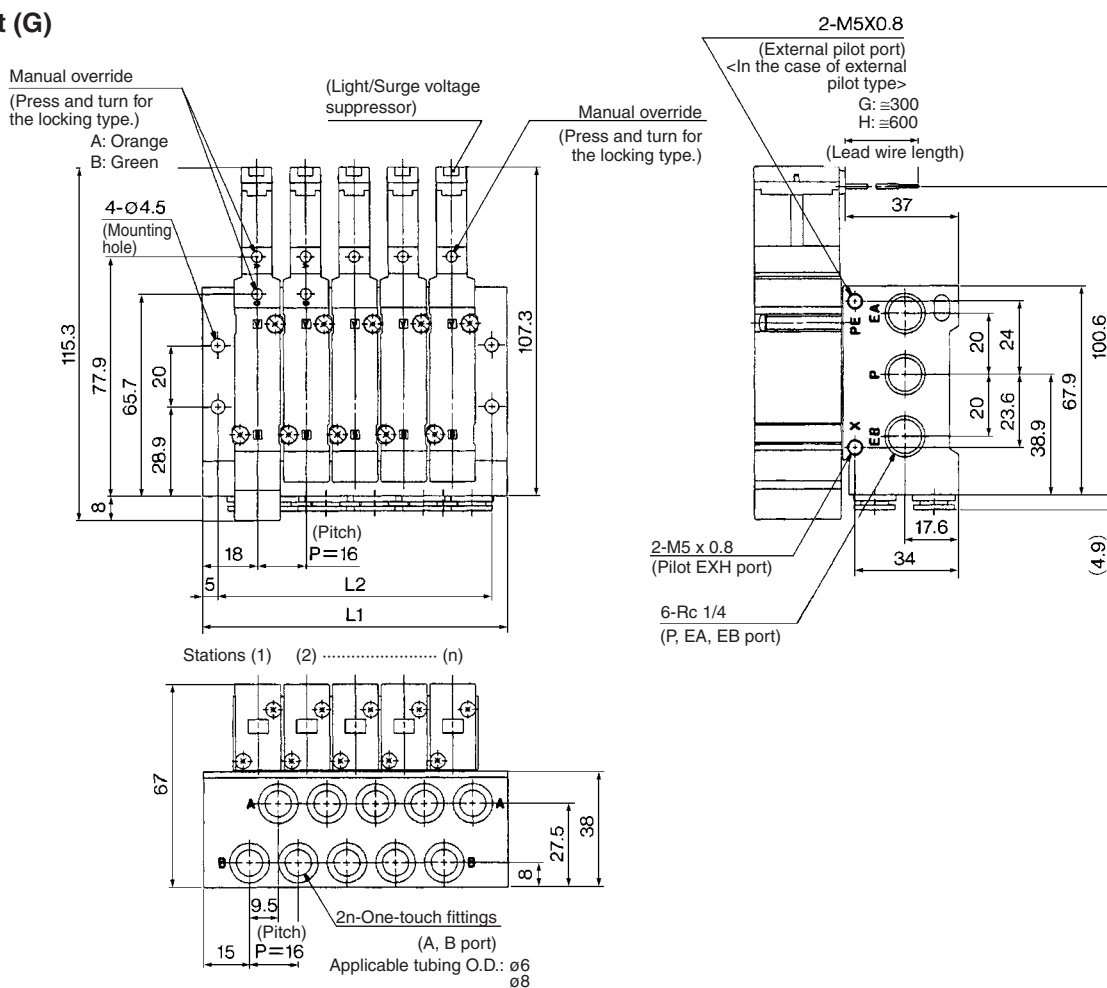 t (G)
2-M5X0.8
(External pilot port)
<In the case of external
pilot type>
G: ≅300
H: ≅600
(Lead wire length)
Manual override
(Press and turn for
the locking type.)
A: Orange
B: Green
(Light/Surge voltage
suppressor)
Manual override
(Press and turn for
the locking type.)
4-Ø4.5
(Mounting
hole)
115.3
77.9
65.7
20
28.9
8
107.3
(Pitch)
18
P=16
5
L2
L1
37
PE
EA
P
X
EB
20
24
20
23.6
38.9
67.9
100.6
17.6
34
(4.9)
2-M5 x 0.8
(Pilot EXH port)
6-Rc 1/4
(P, EA, EB port)
Stations (1) (2) ························ (n)
67
A
A
B
B
27.5
38
8
9.5
(Pitch)
15
P=16
2n-One-touch fittings
(A, B port)
Applicable tubing O.D.: ø6
ø8